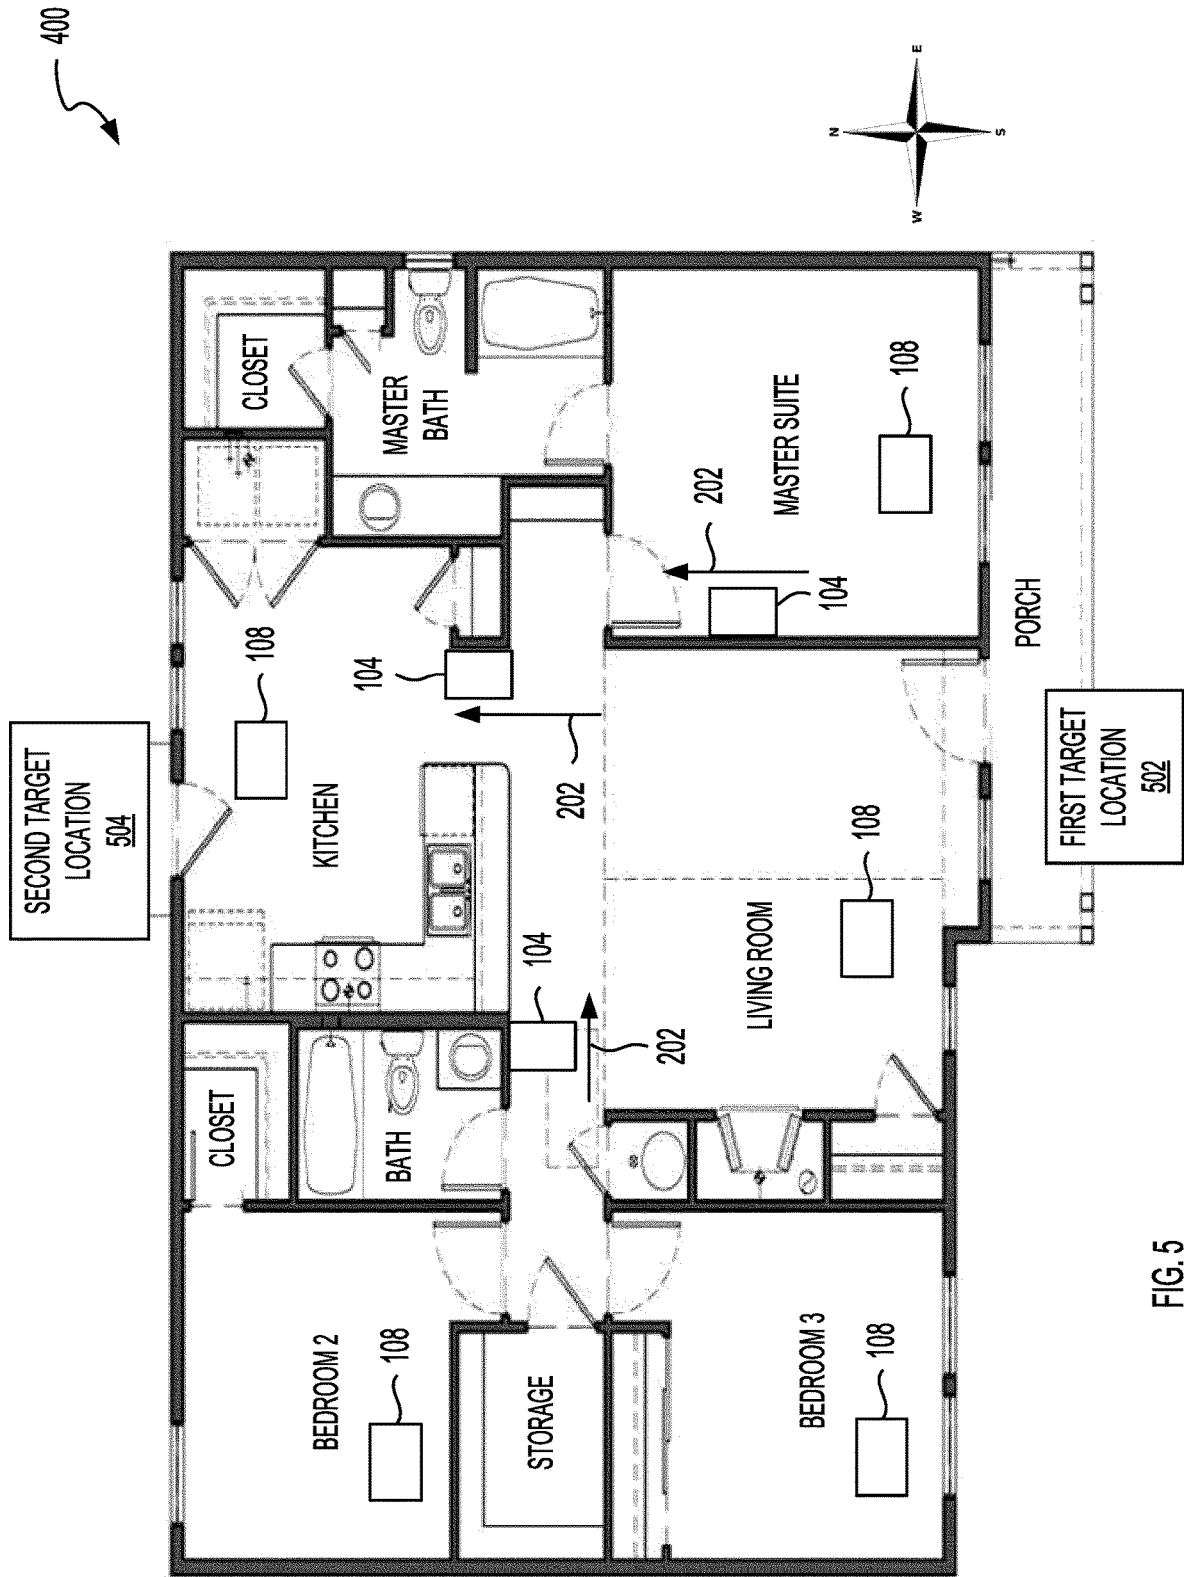 400
N
E
S
W
SECOND TARGET
LOCATION
504
CLOSET
MASTER
BATH
108
104
KITCHEN
202
MASTER SUITE
108
202
104
PORCH
FIRST TARGET
LOCATION
502
108
LIVING ROOM
104
202
CLOSET
BATH
BEDROOM 2
108
STORAGE
BEDROOM 3
108
FIG. 5